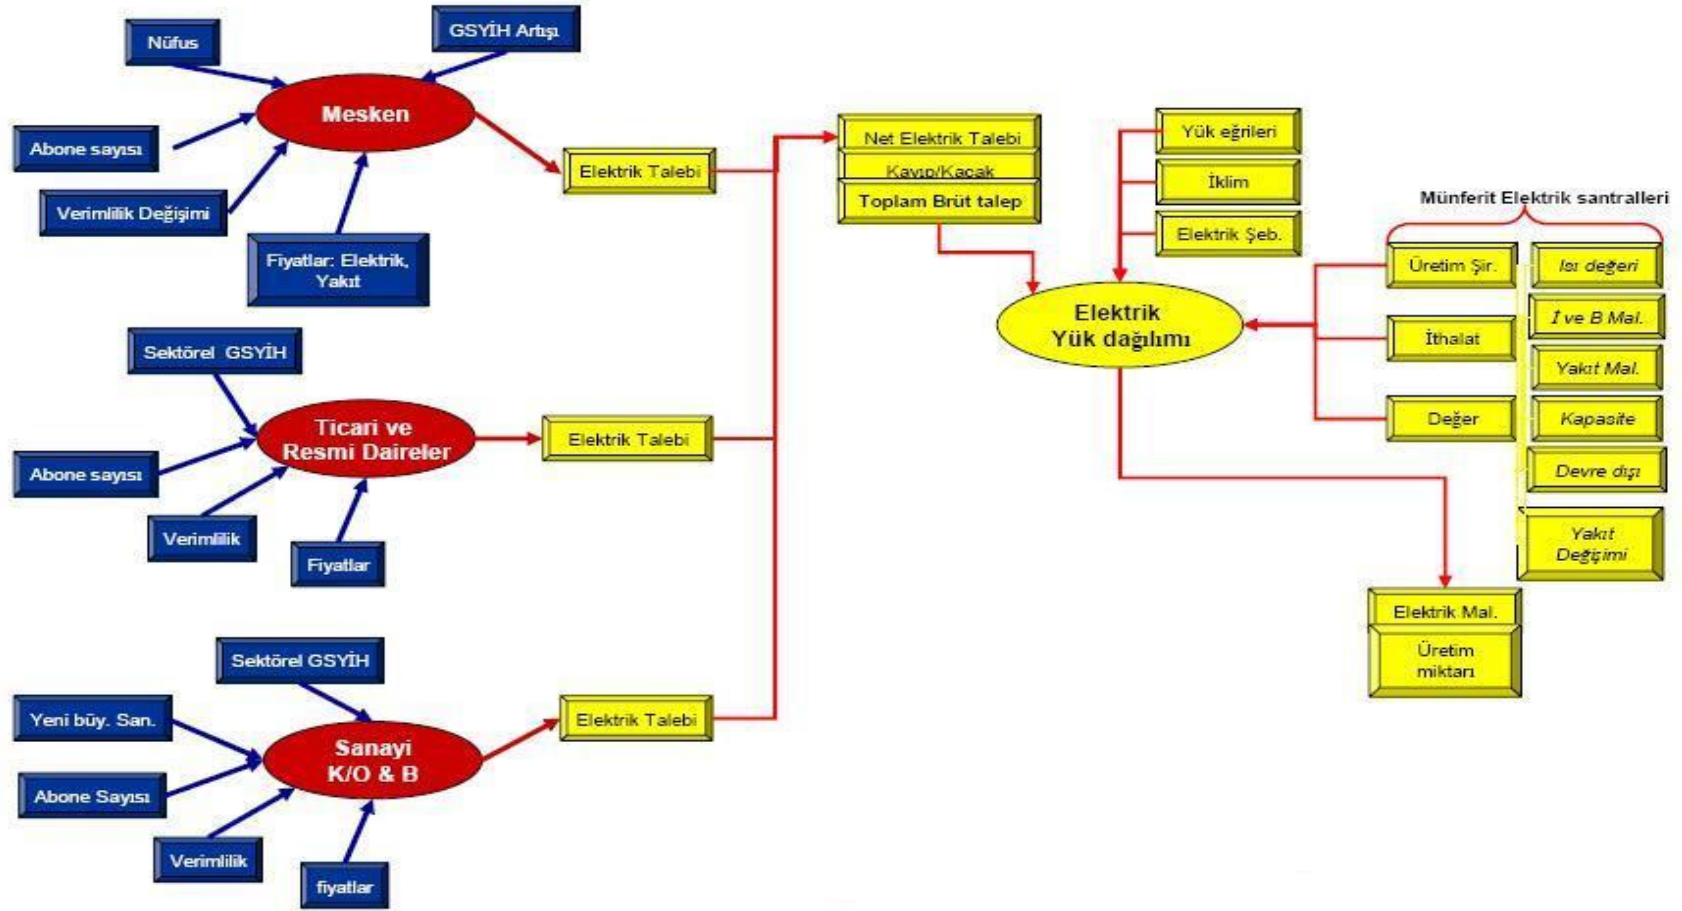 Nüfus
GSYİH Artışı
Mesken
Abone sayısı
Verimlilik Değişimi
Fiyatlar: Elektrik,
Yakıt
Elektrik Talebi
Sektörel GSYİH
Ticari ve
Resmi Daireler
Abone sayısı
Verimlilik
Fiyatlar
Elektrik Talebi
Sektörel GSYİH
Yeni büy. San.
Sanayi
K/O & B
Abone Sayısı
Verimlilik
fiyatlar
Elektrik Talebi
Net Elektrik Talebi
Kayıp/Kaçak
Toplam Brüt talep
Yük eğrileri
İklim
Elektrik Şeb.
Elektrik
Yük dağılımı
Münferit Elektrik santralleri
Üretim Şir.
İthalat
Değer
Isı değeri
İ ve B Mal.
Yakıt Mal.
Kapasite
Devre dışı
Yakıt
Değişimi
Elektrik Mal.
Üretim
miktarı